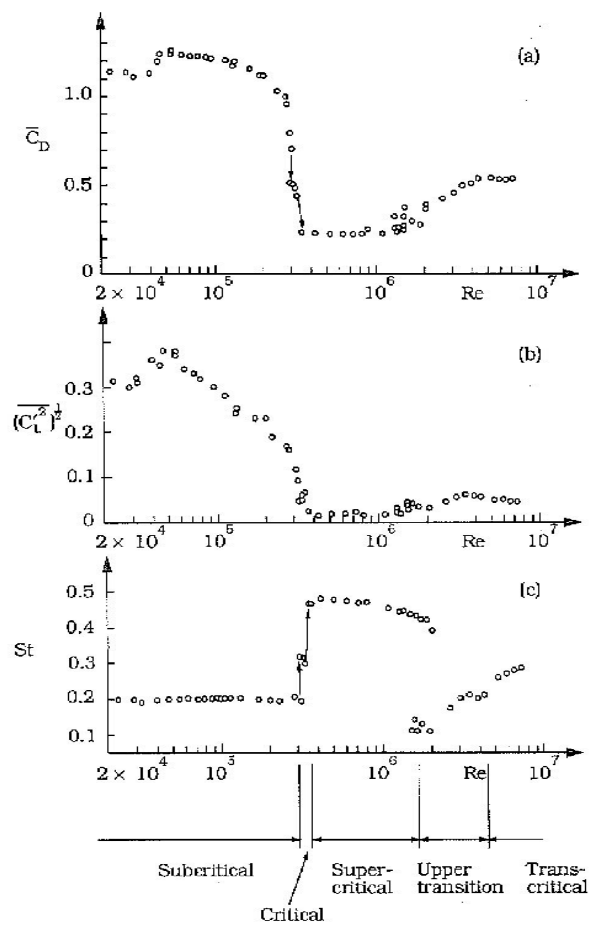 (a)
1.0
C̅_D
0.5
0
2 × 10⁴ 10⁵ 10⁶ Re 10⁷
(b)
0.3
(C̅_L'²)^½
0.2
0.1
0
2 × 10⁴ 10⁵ 10⁶ Re 10⁷
(c)
0.5
0.4
St
0.3
0.2
0.1
2 × 10⁴ 10⁵ 10⁶ Re 10⁷
Subcritical Super- Upper Trans-
critical transition critical
Critical